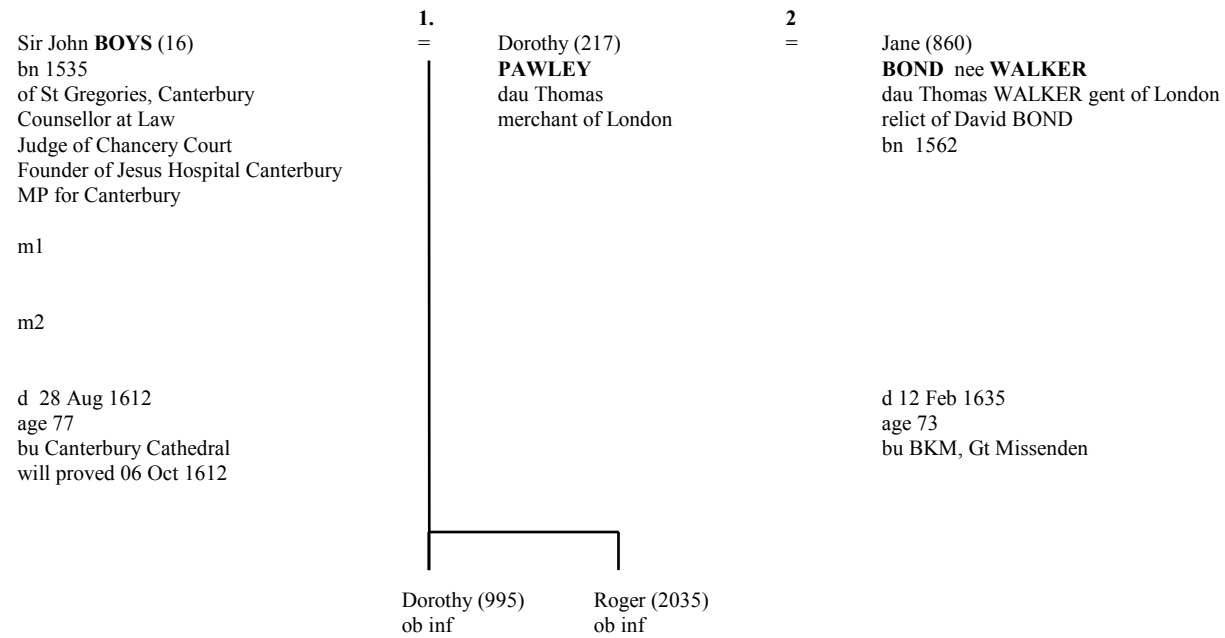 1.
2
Sir John BOYS (16)
bn 1535
of St Gregories, Canterbury
Counsellor at Law
Judge of Chancery Court
Founder of Jesus Hospital Canterbury
MP for Canterbury
m1
m2
d 28 Aug 1612
age 77
bu Canterbury Cathedral
will proved 06 Oct 1612
=
Dorothy (217)
PAWLEY
dau Thomas
merchant of London
=
Jane (860)
BOND nee WALKER
dau Thomas WALKER gent of London
relict of David BOND
bn 1562
d 12 Feb 1635
age 73
bu BKM, Gt Missenden
Dorothy (995)
ob inf
Roger (2035)
ob inf